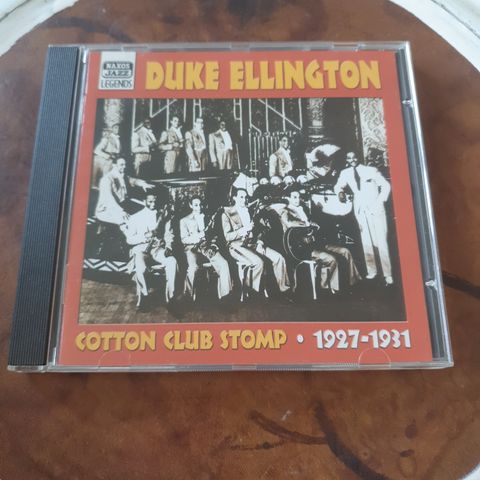 NAXOS
JAZZ
LEGENDS
DUKE ELLINGTON
COTTON CLUB STOMP • 1927-1931